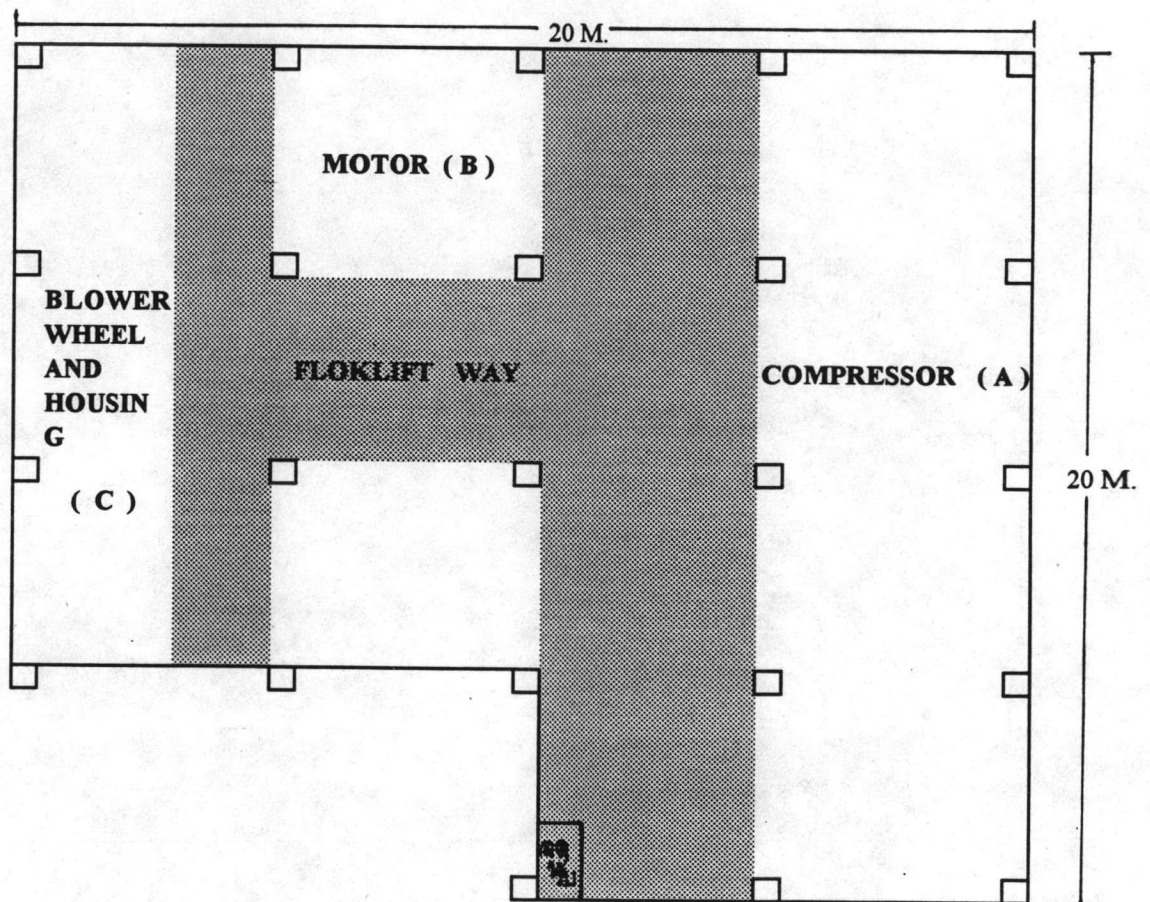 20 M.
MOTOR ( B )
BLOWER
WHEEL
AND
HOUSIN
G
( C )
FLOKLIFT WAY
COMPRESSOR ( A )
20 M.